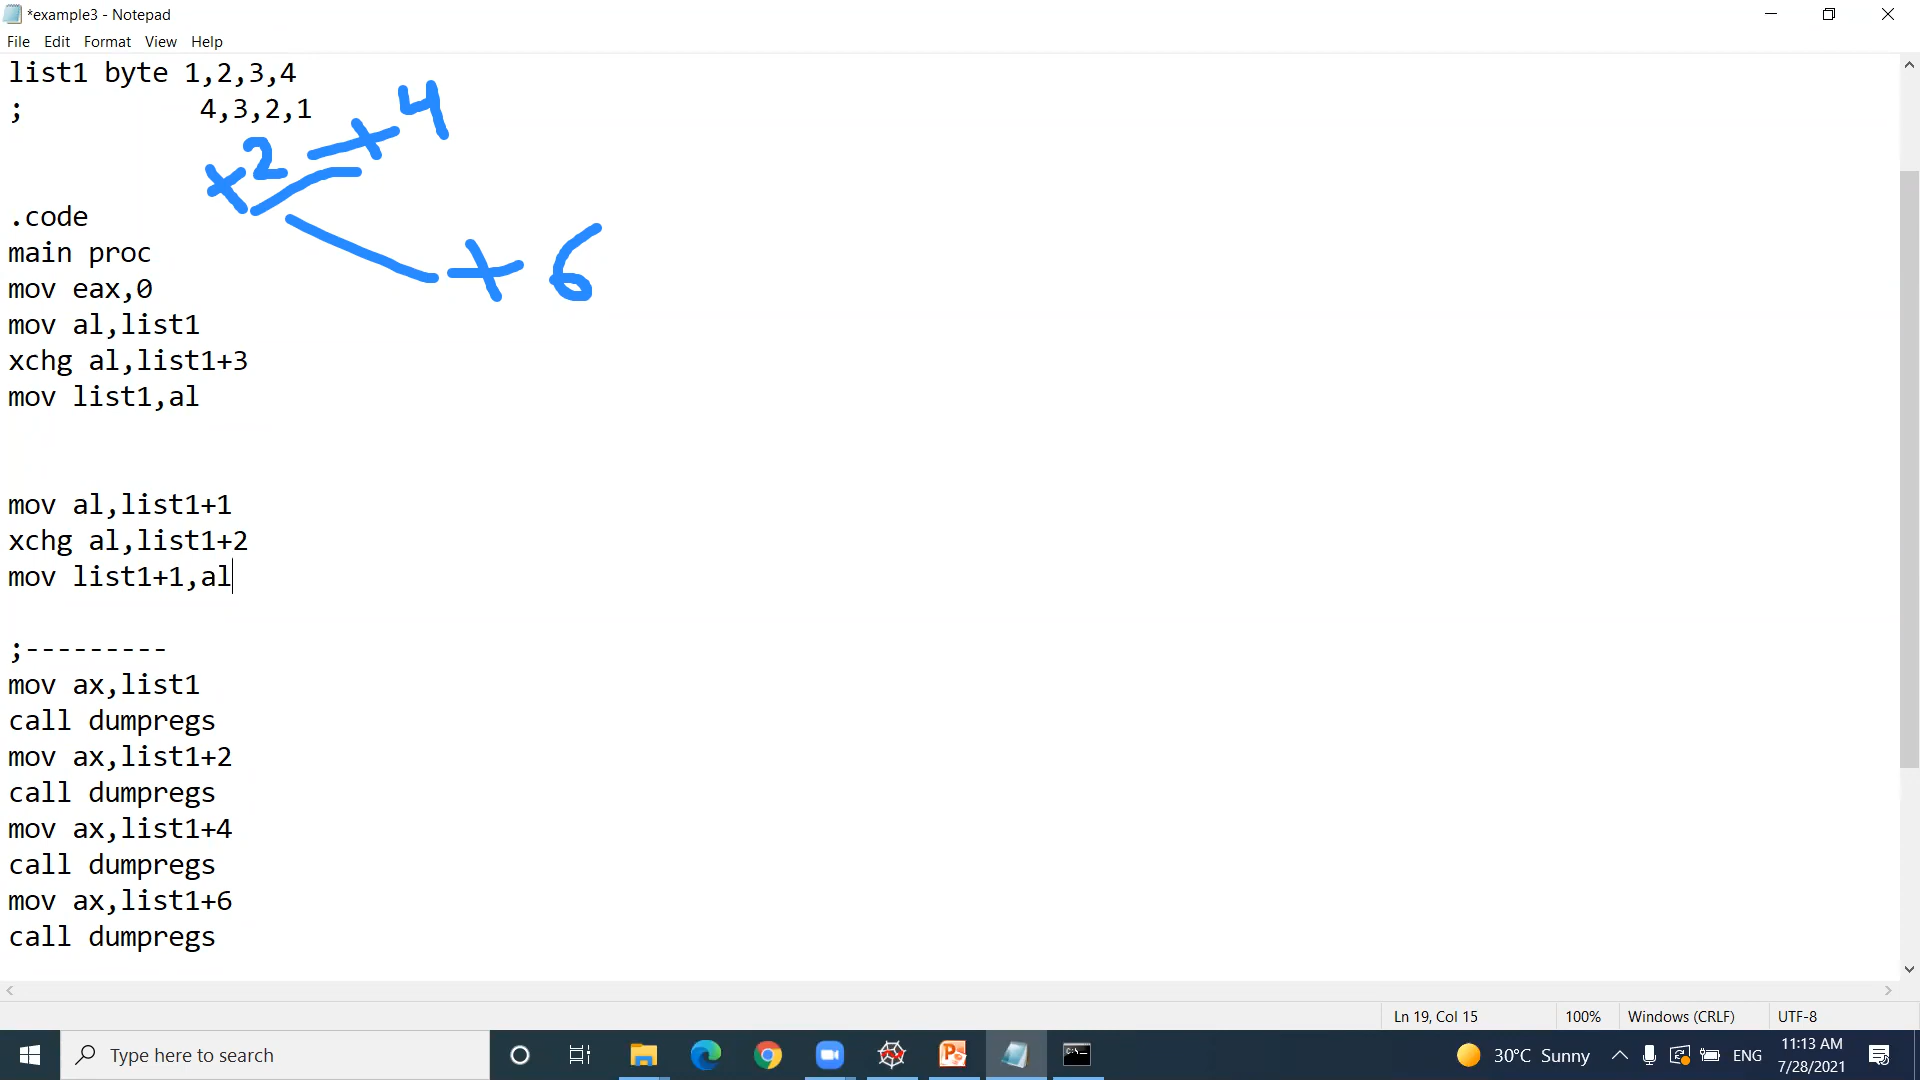 *example3 - Notepad
File Edit Format View Help
list1 byte 1,2,3,4
; 4,3,2,1
+2 +4
+6
.code
main proc
mov eax,0
mov al,list1
xchg al,list1+3
mov list1,al
mov al,list1+1
xchg al,list1+2
mov list1+1,al
;---------
mov ax,list1
call dumpregs
mov ax,list1+2
call dumpregs
mov ax,list1+4
call dumpregs
mov ax,list1+6
call dumpregs
Ln 19, Col 15 100% Windows (CRLF) UTF-8
Type here to search 30°C Sunny ENG 11:13 AM
7/28/2021